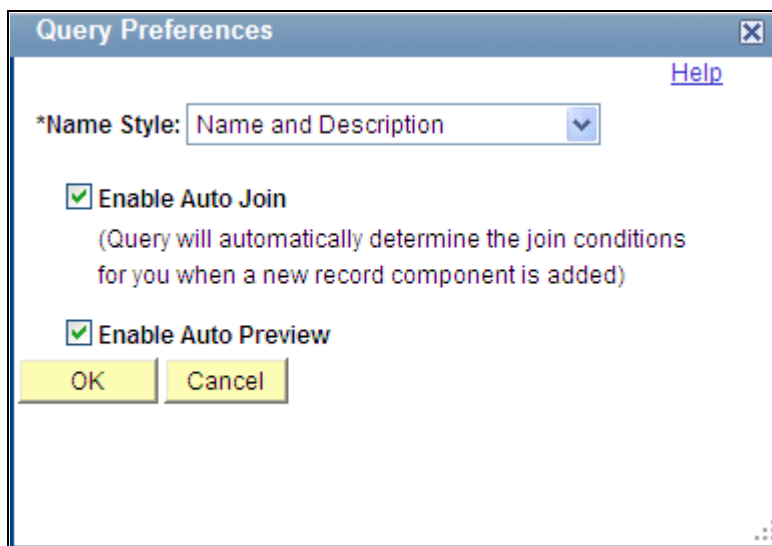 Query Preferences
Help
*Name Style: Name and Description
Enable Auto Join
(Query will automatically determine the join conditions
for you when a new record component is added)
Enable Auto Preview
OK Cancel